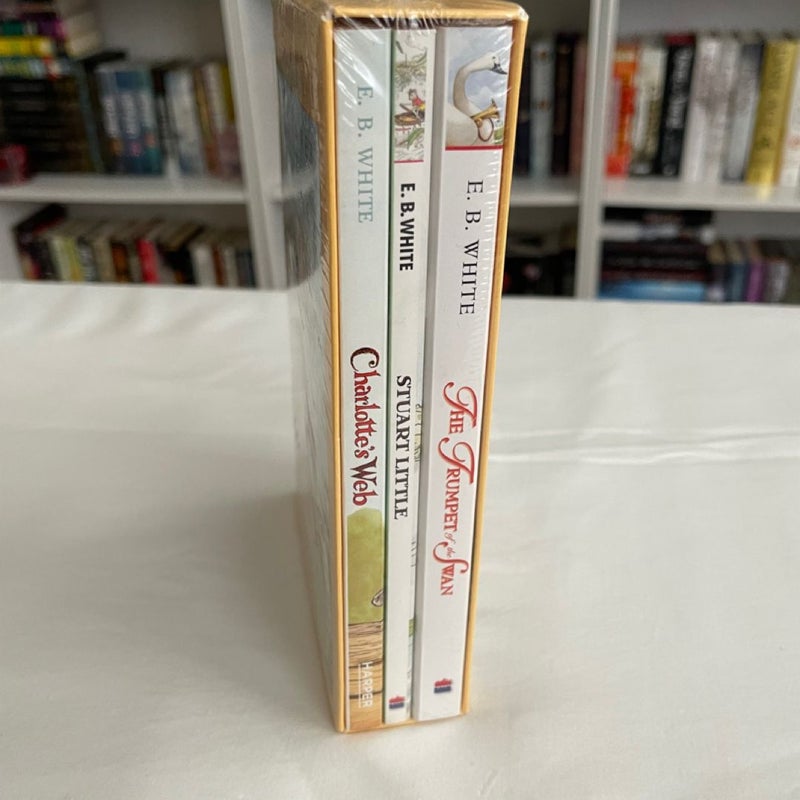 E. B. WHITE
Charlotte's Web
HARPER
E. B. WHITE
STUART LITTLE
E. B. WHITE
THE TRUMPET of the SWAN